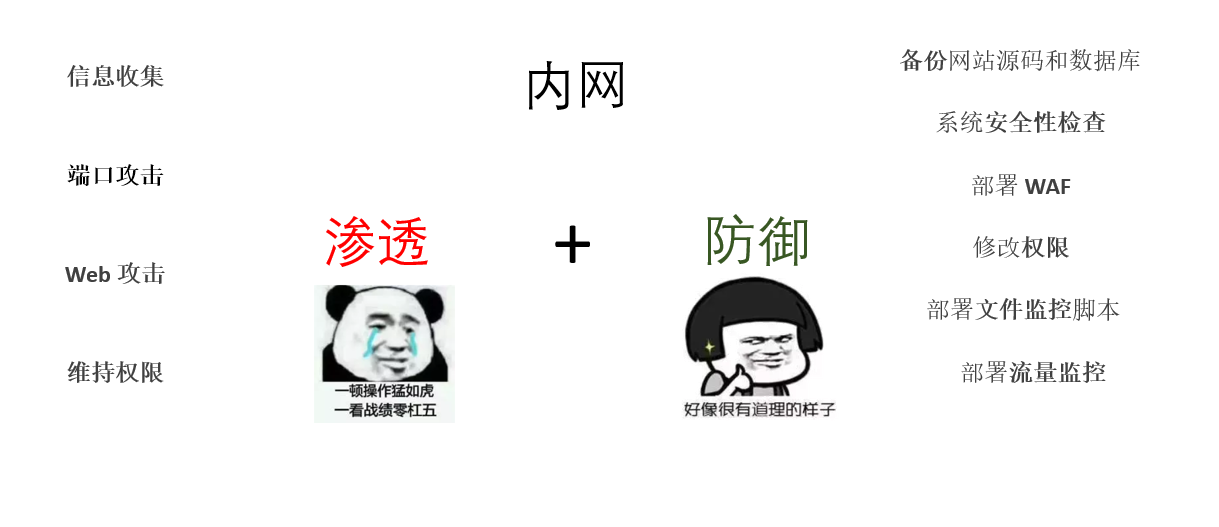 信息收集
端口攻击
Web 攻击
维持权限
内网
渗透
+
防御
一顿操作猛如虎
一看战绩零杠五
好像很有道理的样子
备份网站源码和数据库
系统安全性检查
部署 WAF
修改权限
部署文件监控脚本
部署流量监控